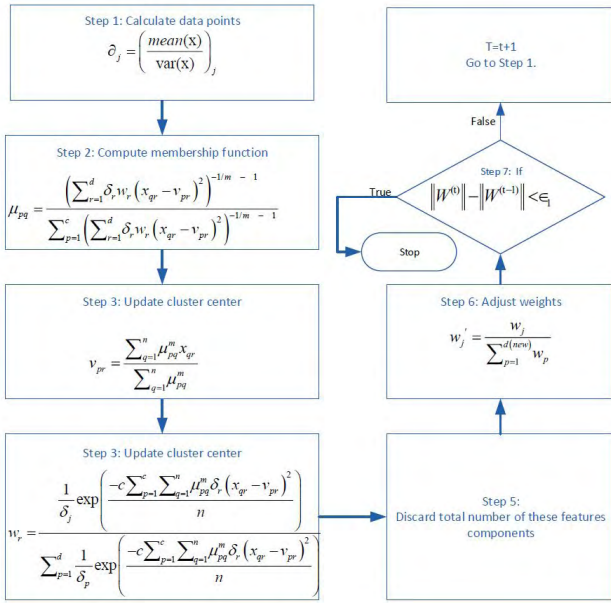 Step 1: Calculate data points
∂_j = (mean(x) / var(x))_j
Step 2: Compute membership function
μ_pq = (∑_{r=1}^{d} δ_r w_r (x_qr − v_pr)^2)^{−1/m − 1} / ∑_{p=1}^{c} (∑_{r=1}^{d} δ_r w_r (x_qr − v_pr)^2)^{−1/m − 1}
Step 3: Update cluster center
v_pr = ∑_{q=1}^{n} μ_pq^m x_qr / ∑_{q=1}^{n} μ_pq^m
Step 3: Update cluster center
w_r = (1/δ_j) exp(−c ∑_{p=1}^{c} ∑_{q=1}^{n} μ_pq^m δ_r (x_qr − v_pr)^2 / n) / ∑_{p=1}^{d} (1/δ_p) exp(−c ∑_{p=1}^{c} ∑_{q=1}^{n} μ_pq^m δ_r (x_qr − v_pr)^2 / n)
Step 5:
Discard total number of these features
components
Step 6: Adjust weights
w_j' = w_j / ∑_{p=1}^{d(new)} w_p
Step 7: If
‖W^(t)‖ − ‖W^(t−1)‖ < ∈_1
True
Stop
False
T=t+1
Go to Step 1.